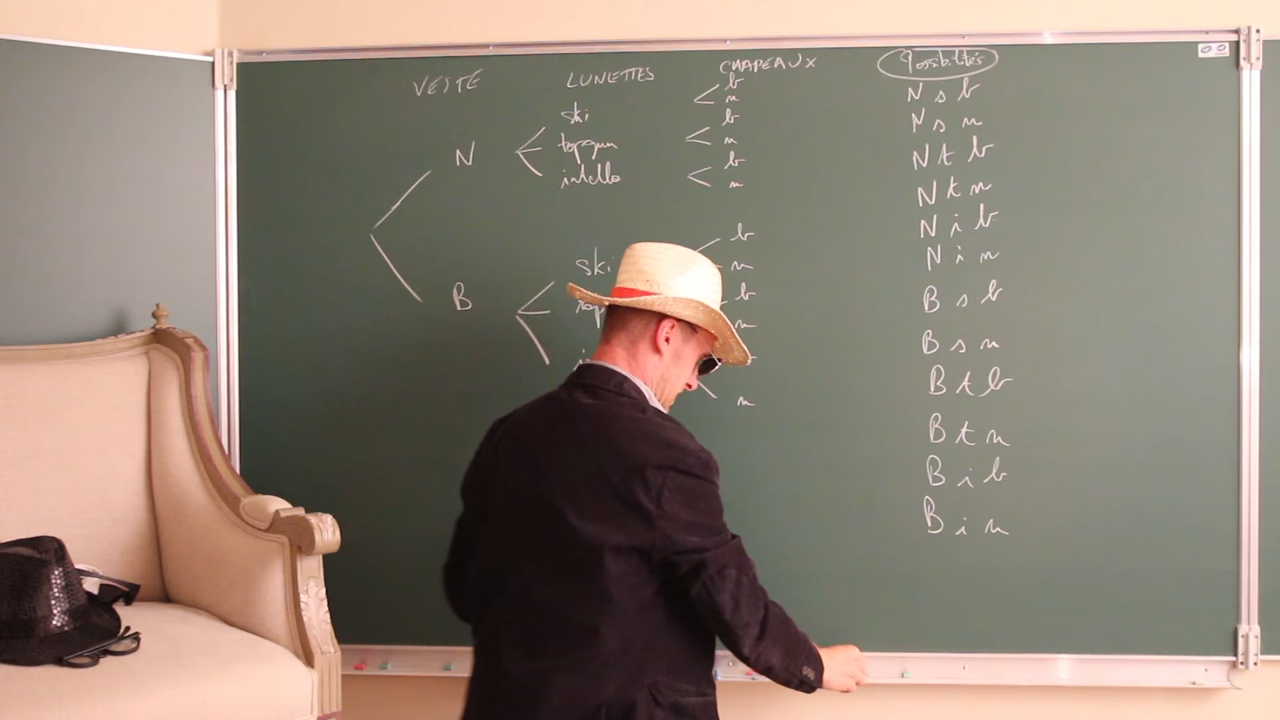 VESTE LUNETTES CHAPEAUX Possibilités
b
N s b
ski n
N s n
b
N topgun n
N t b
b
intello n
N t n
N i b
b
N i n
ski n
B b
B s b
n
B s n
B t b
n
B t n
B i b
B i n